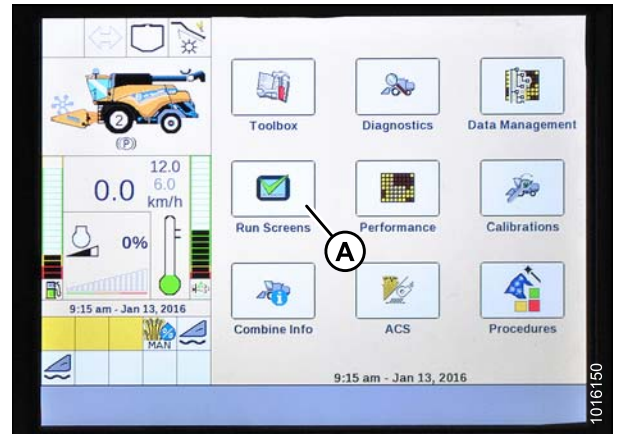 2
(P)
12.0
6.0
0.0
km/h
0%
9:15 am - Jan 13, 2016
MAN
Toolbox
Diagnostics
Data Management
Run Screens
Performance
Calibrations
A
Combine Info
ACS
Procedures
9:15 am - Jan 13, 2016
1016150